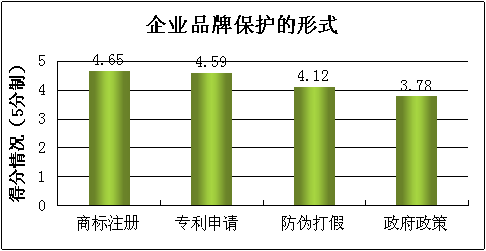 企业品牌保护的形式
得分情况（5分制）
5
4
3
2
1
0
4.65
4.59
4.12
3.78
商标注册
专利申请
防伪打假
政府政策